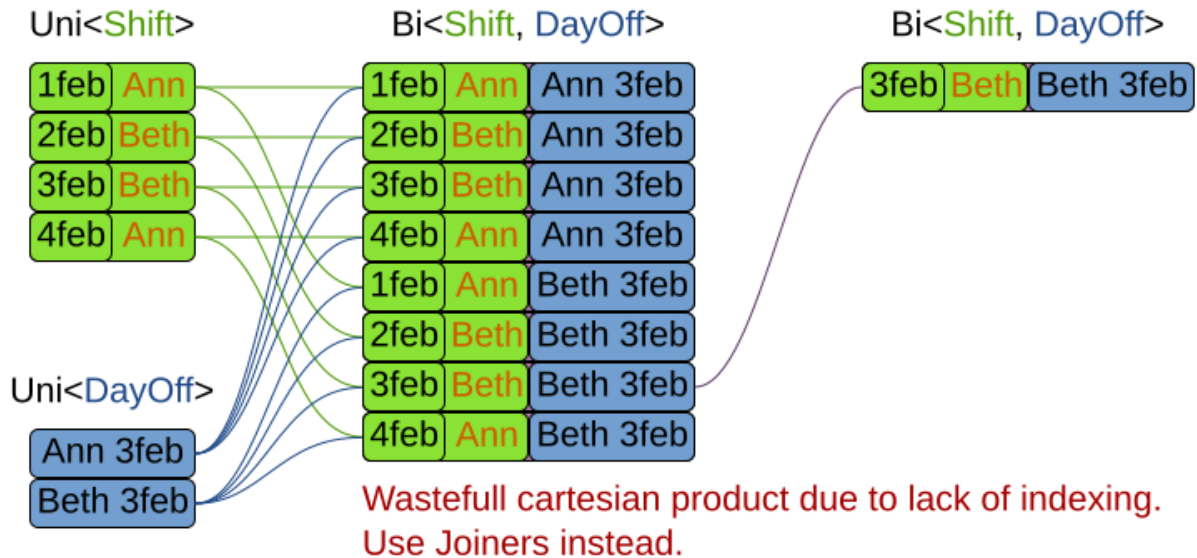 Uni<Shift>
Bi<Shift, DayOff>
Bi<Shift, DayOff>
1feb Ann
2feb Beth
3feb Beth
4feb Ann
Uni<DayOff>
Ann 3feb
Beth 3feb
1feb Ann Ann 3feb
2feb Beth Ann 3feb
3feb Beth Ann 3feb
4feb Ann Ann 3feb
1feb Ann Beth 3feb
2feb Beth Beth 3feb
3feb Beth Beth 3feb
4feb Ann Beth 3feb
3feb Beth Beth 3feb
Wastefull cartesian product due to lack of indexing.
Use Joiners instead.